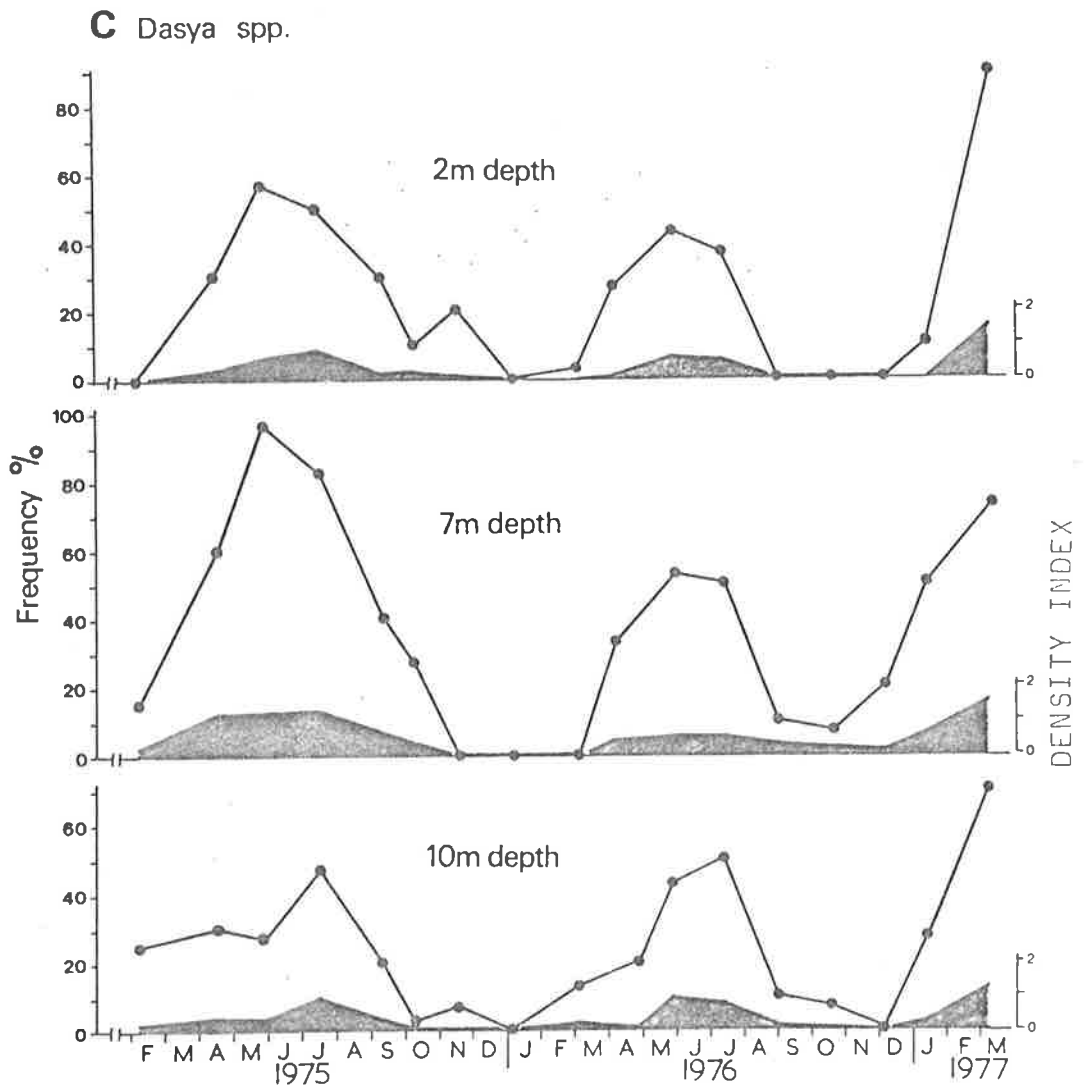 C Dasya spp.
2m depth
80
60
40
20
0
2
0
7m depth
100
80
60
40
20
0
2
0
Frequency %
DENSITY INDEX
10m depth
60
40
20
0
2
0
F M A M J J A S O N D J F M A M J J A S O N D J F M
1975 1976 1977